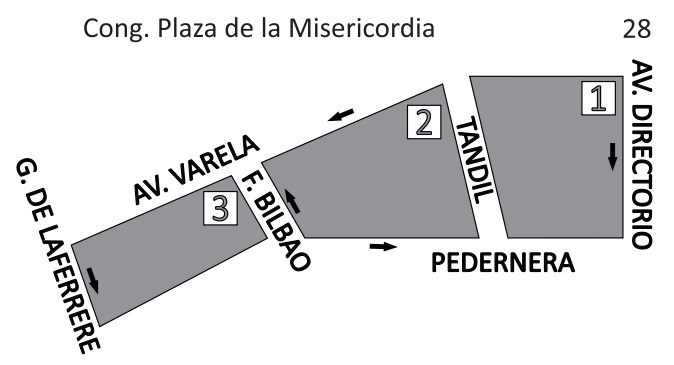 Cong. Plaza de la Misericordia 28
1
AV. DIRECTORIO
2
TANDIL
AV. VARELA
3
F. BILBAO
G. DE LAFERRERE
PEDERNERA